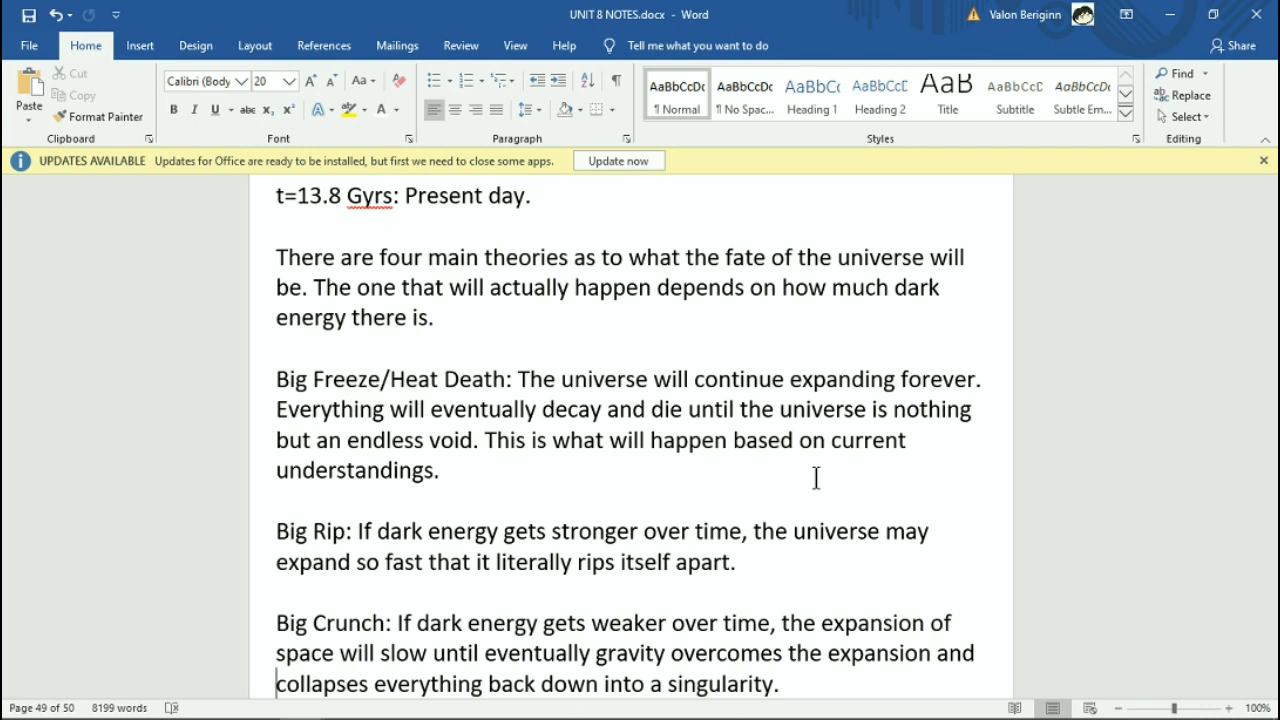 UNIT 8 NOTES.docx - Word
Valon Beriginn
File Home Insert Design Layout References Mailings Review View Help Tell me what you want to do Share
Paste
Cut
Copy
Format Painter
Clipboard
Calibri (Body 20
Aa
B I U abc x₂ x² A A
Font
Paragraph
AaBbCcDc AaBbCcDc AaBbCc AaBbCcD AaB AaBbCcD AaBbCcDc
¶ Normal ¶ No Spac... Heading 1 Heading 2 Title Subtitle Subtle Em...
Styles
Find
Replace
Select
Editing
UPDATES AVAILABLE Updates for Office are ready to be installed, but first we need to close some apps. Update now
t=13.8 Gyrs: Present day.
There are four main theories as to what the fate of the universe will
be. The one that will actually happen depends on how much dark
energy there is.
Big Freeze/Heat Death: The universe will continue expanding forever.
Everything will eventually decay and die until the universe is nothing
but an endless void. This is what will happen based on current
understandings.
Big Rip: If dark energy gets stronger over time, the universe may
expand so fast that it literally rips itself apart.
Big Crunch: If dark energy gets weaker over time, the expansion of
space will slow until eventually gravity overcomes the expansion and
collapses everything back down into a singularity.
Page 49 of 50 8199 words 100%